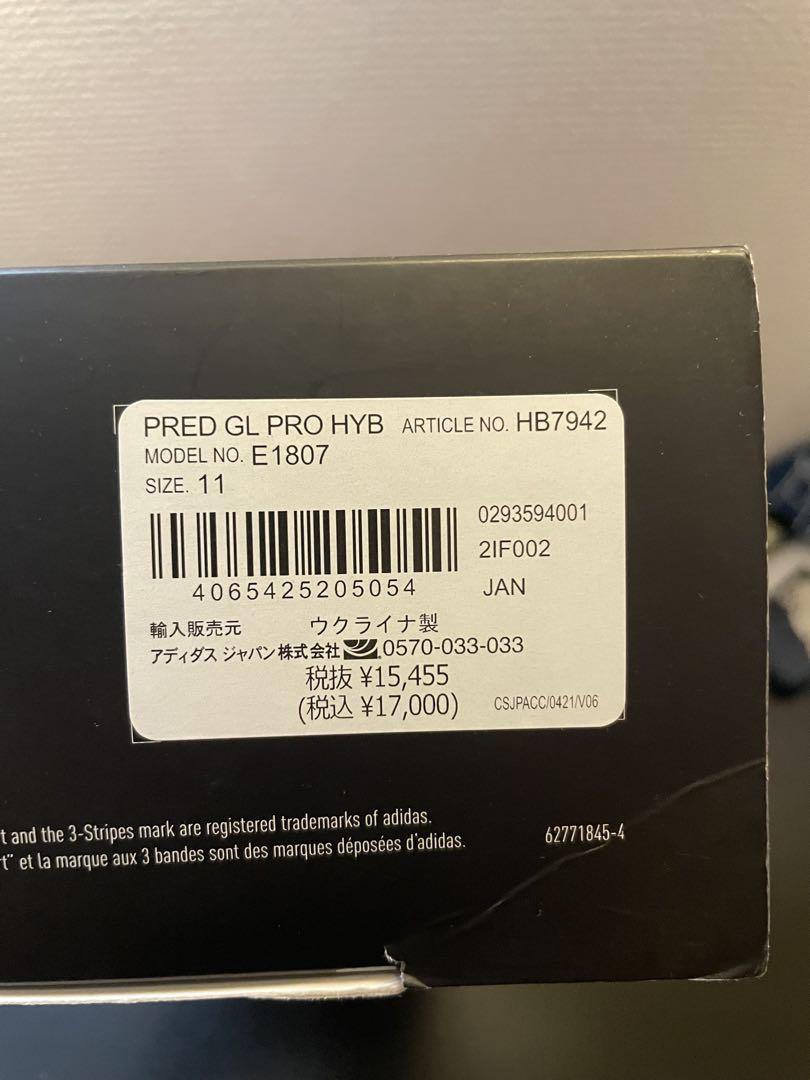 PRED GL PRO HYB ARTICLE NO. HB7942
MODEL NO. E1807
SIZE. 11
0293594001
2IF002
4065425205054 JAN
輸入販売元 ウクライナ製
アディダス ジャパン株式会社 0570-033-033
税抜 ¥15,455
(税込 ¥17,000) CSJPACC/0421/V06
t and the 3-Stripes mark are registered trademarks of adidas.
rt" et la marque aux 3 bandes sont des marques déposées d'adidas.
62771845-4